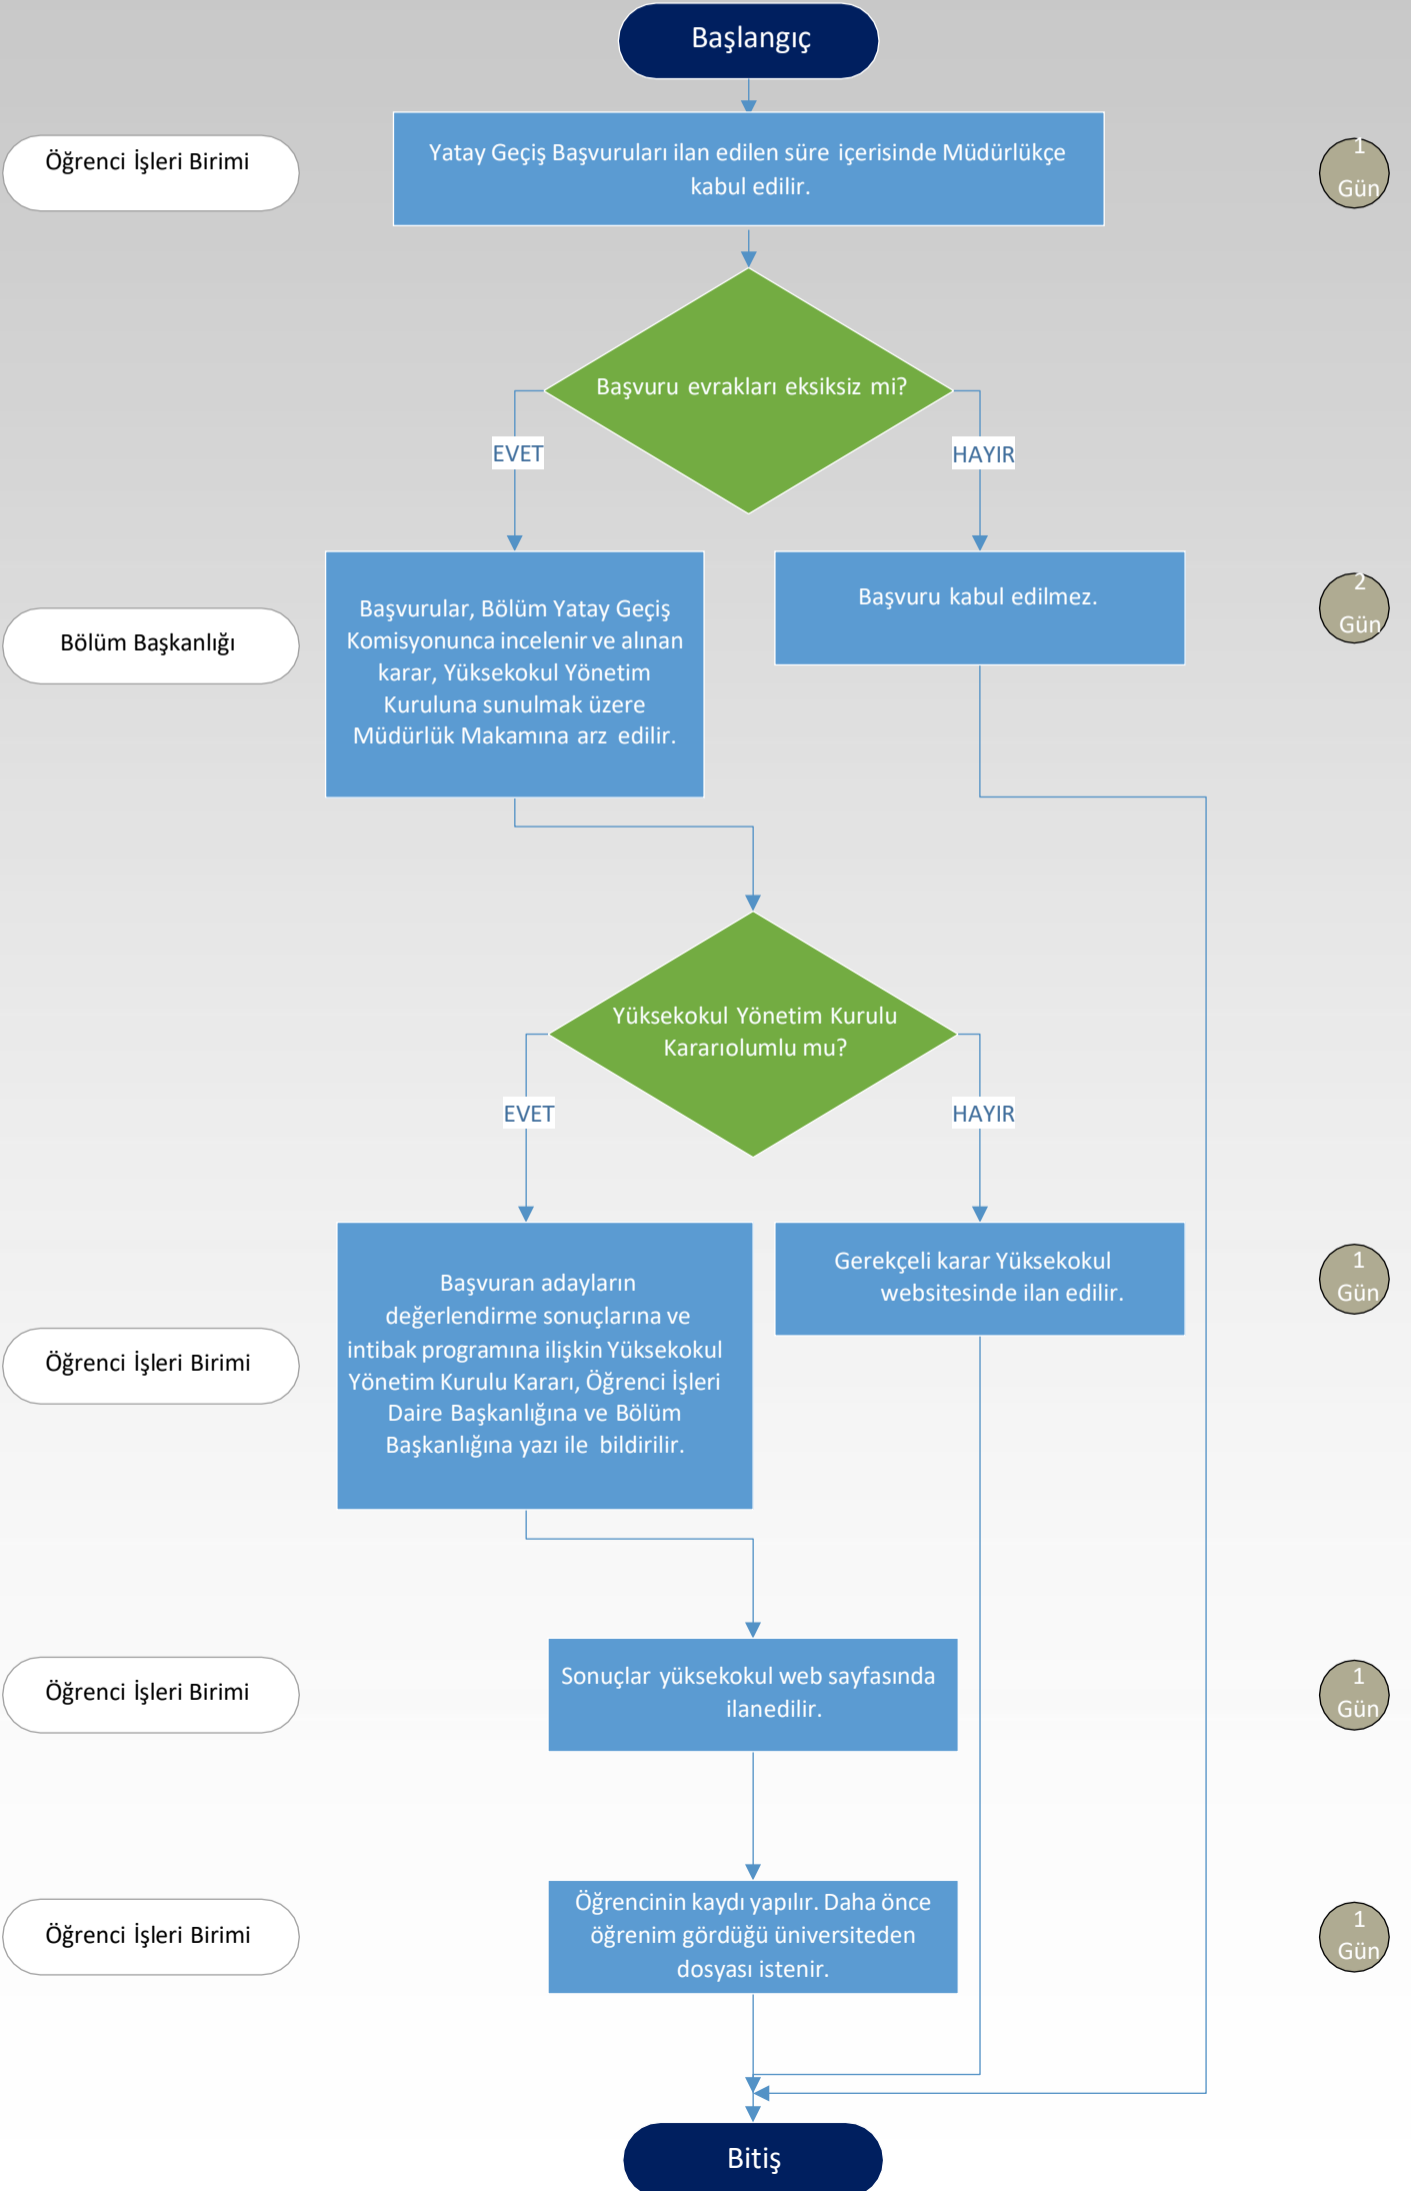 Başlangıç
Öğrenci İşleri Birimi
Yatay Geçiş Başvuruları ilan edilen süre içerisinde Müdürlükçe
kabul edilir.
1
Gün
Başvuru evrakları eksiksiz mi?
EVET
HAYIR
Bölüm Başkanlığı
Başvurular, Bölüm Yatay Geçiş
Komisyonunca incelenir ve alınan
karar, Yüksekokul Yönetim
Kuruluna sunulmak üzere
Müdürlük Makamına arz edilir.
Başvuru kabul edilmez.
2
Gün
Yüksekokul Yönetim Kurulu
Kararıolumlu mu?
EVET
HAYIR
Öğrenci İşleri Birimi
Başvuran adayların
değerlendirme sonuçlarına ve
intibak programına ilişkin Yüksekokul
Yönetim Kurulu Kararı, Öğrenci İşleri
Daire Başkanlığına ve Bölüm
Başkanlığına yazı ile bildirilir.
Gerekçeli karar Yüksekokul
websitesinde ilan edilir.
1
Gün
Öğrenci İşleri Birimi
Sonuçlar yüksekokul web sayfasında
ilanedilir.
1
Gün
Öğrenci İşleri Birimi
Öğrencinin kaydı yapılır. Daha önce
öğrenim gördüğü üniversiteden
dosyası istenir.
1
Gün
Bitiş